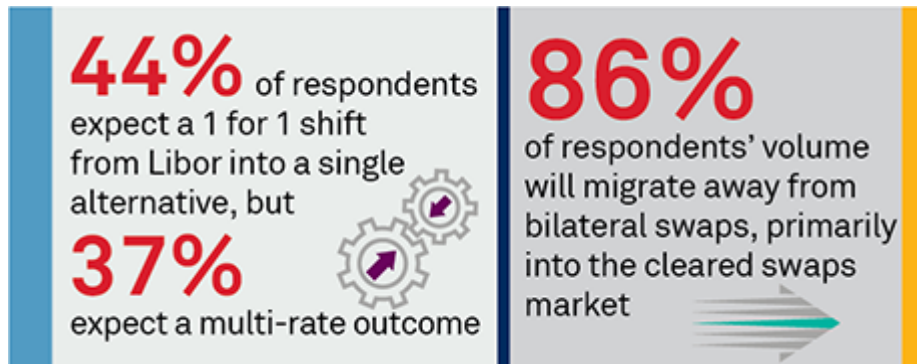 44% of respondents
expect a 1 for 1 shift
from Libor into a single
alternative, but
37%
expect a multi-rate outcome
86%
of respondents’ volume
will migrate away from
bilateral swaps, primarily
into the cleared swaps
market